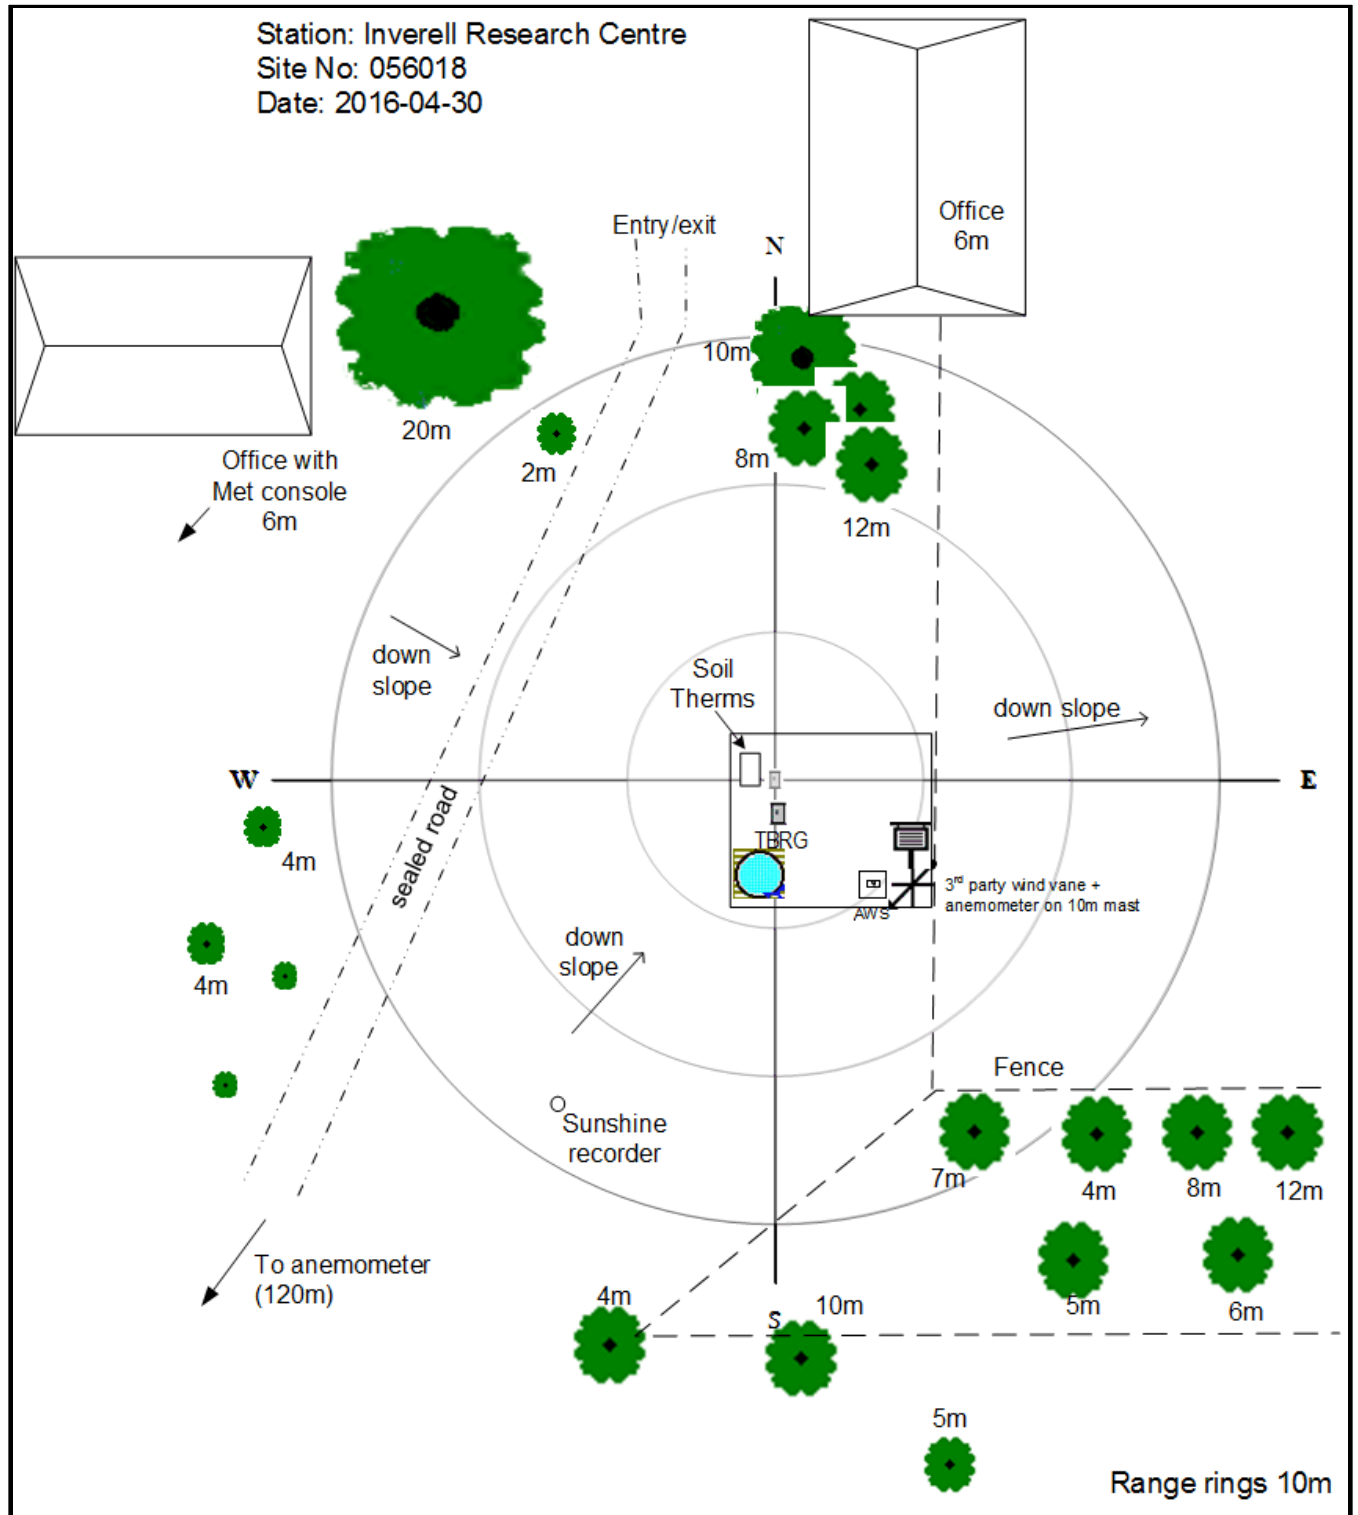 Station: Inverell Research Centre
Site No: 056018
Date: 2016-04-30
Office
6m
Entry/exit
N
10m
20m
2m
8m
Office with
Met console
6m
12m
down
slope
Soil
Therms
down slope
W
E
sealed road
TBRG
4m
3rd party wind vane +
anemometer on 10m mast
AWS
down
slope
4m
Fence
Sunshine
recorder
7m
4m
8m
12m
To anemometer
(120m)
4m
10m
S
5m
6m
5m
Range rings 10m